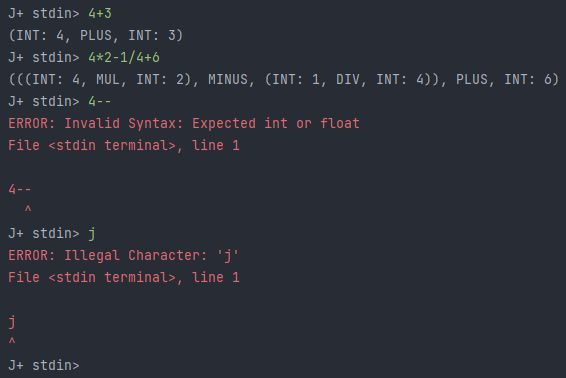 J+ stdin> 4+3
(INT: 4, PLUS, INT: 3)
J+ stdin> 4*2-1/4+6
(((INT: 4, MUL, INT: 2), MINUS, (INT: 1, DIV, INT: 4)), PLUS, INT: 6)
J+ stdin> 4--
ERROR: Invalid Syntax: Expected int or float
File <stdin terminal>, line 1
4--
  ^
J+ stdin> j
ERROR: Illegal Character: 'j'
File <stdin terminal>, line 1
j
^
J+ stdin>